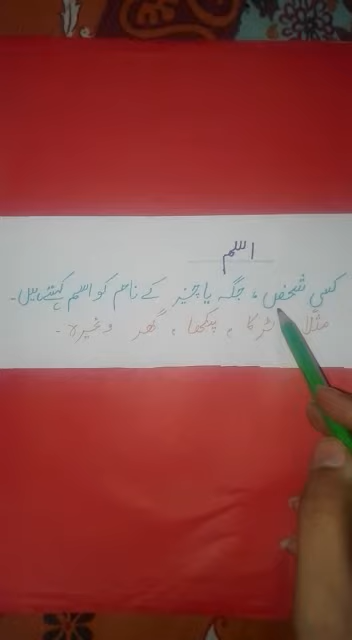 اسم
کسی شخص، جگہ یا چیز کے نام کو اسم کہتے ہیں۔
مثلاً لڑکا، پنکھا، گھر وغیرہ۔